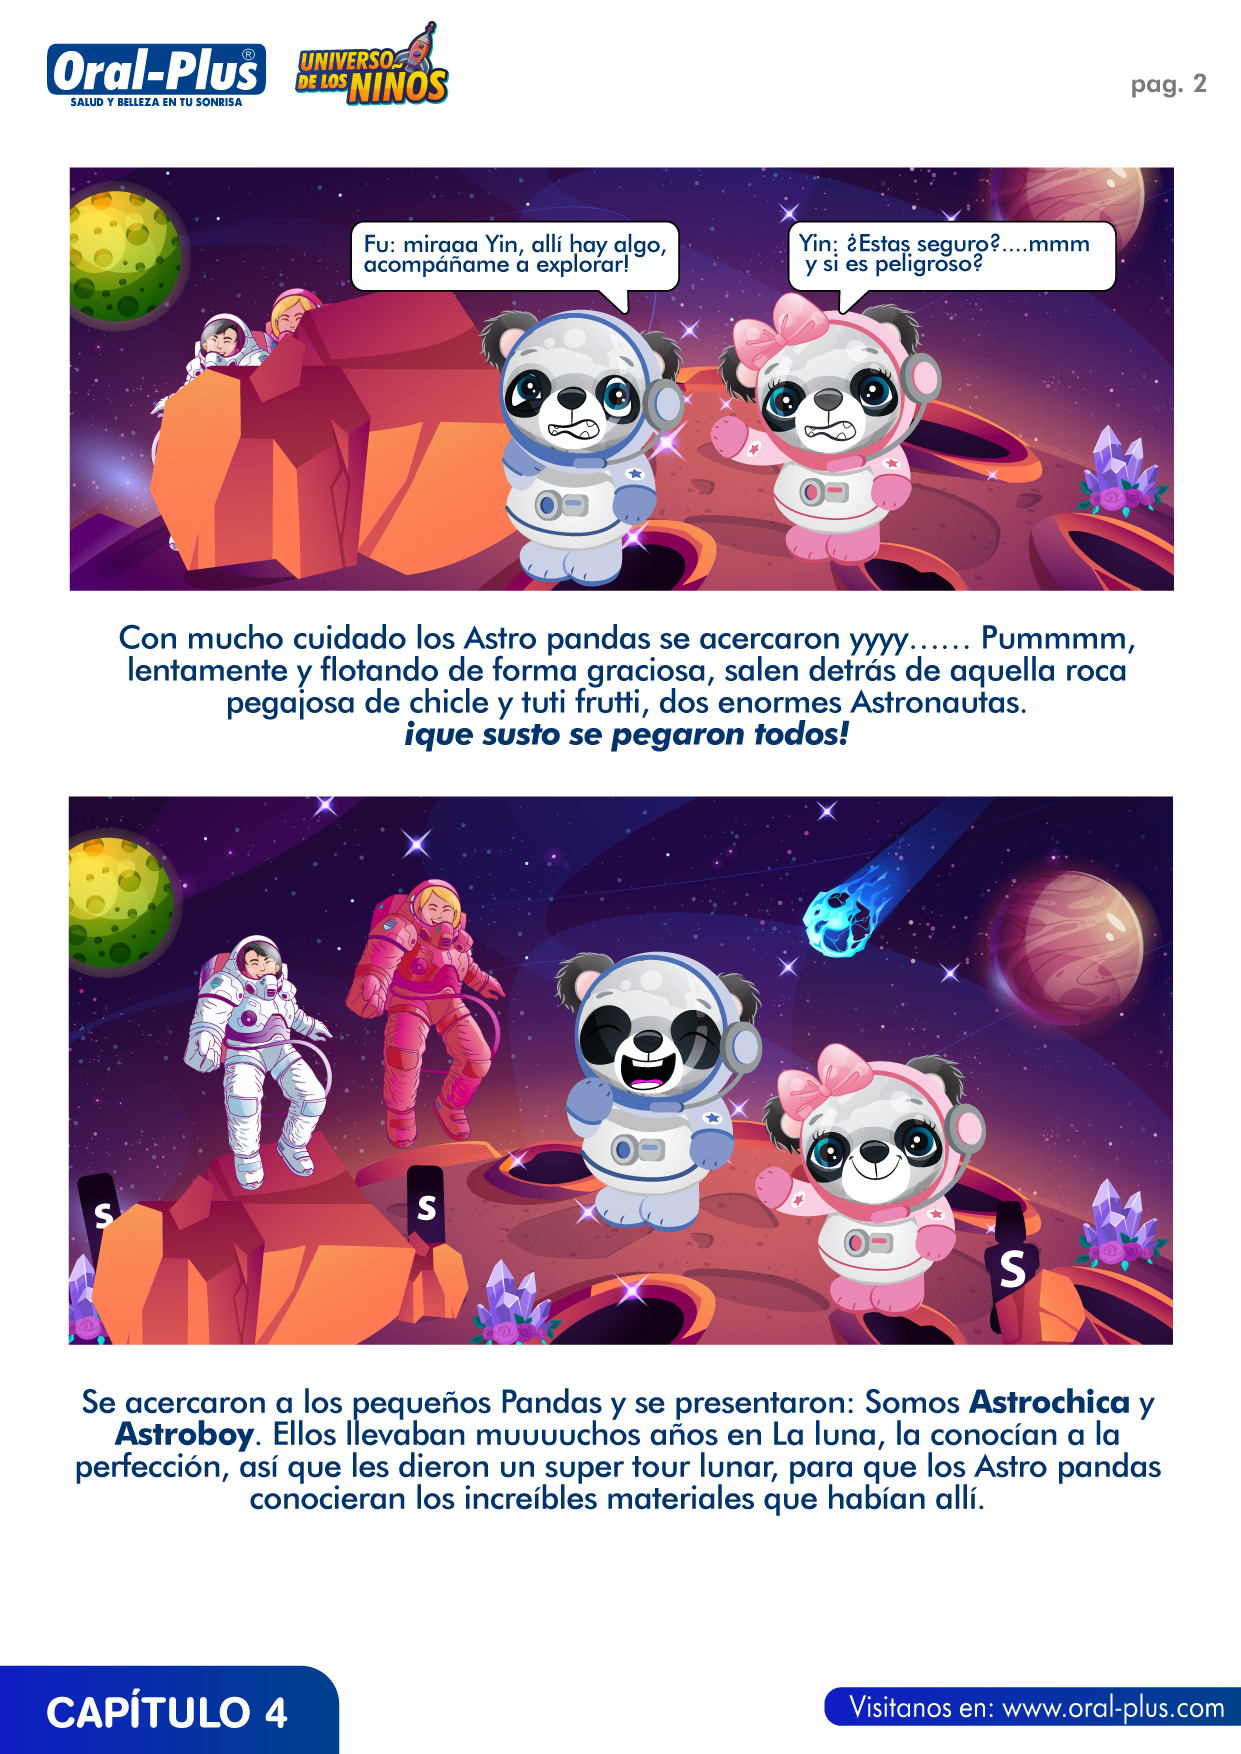 Oral-Plus®
SALUD Y BELLEZA EN TU SONRISA
UNIVERSO
DE LOS NIÑOS
pag. 2
Fu: miraaa Yin, allí hay algo,
acompáñame a explorar!
Yin: ¿Estas seguro?....mmm
y si es peligroso?
Con mucho cuidado los Astro pandas se acercaron yyyy...... Pummmm,
lentamente y flotando de forma graciosa, salen detrás de aquella roca
pegajosa de chicle y tuti frutti, dos enormes Astronautas.
¡que susto se pegaron todos!
S
S
S
Se acercaron a los pequeños Pandas y se presentaron: Somos Astrochica y
Astroboy. Ellos llevaban muuuuchos años en La luna, la conocían a la
perfección, así que les dieron un super tour lunar, para que los Astro pandas
conocieran los increíbles materiales que habían allí.
CAPÍTULO 4
Visitanos en: www.oral-plus.com